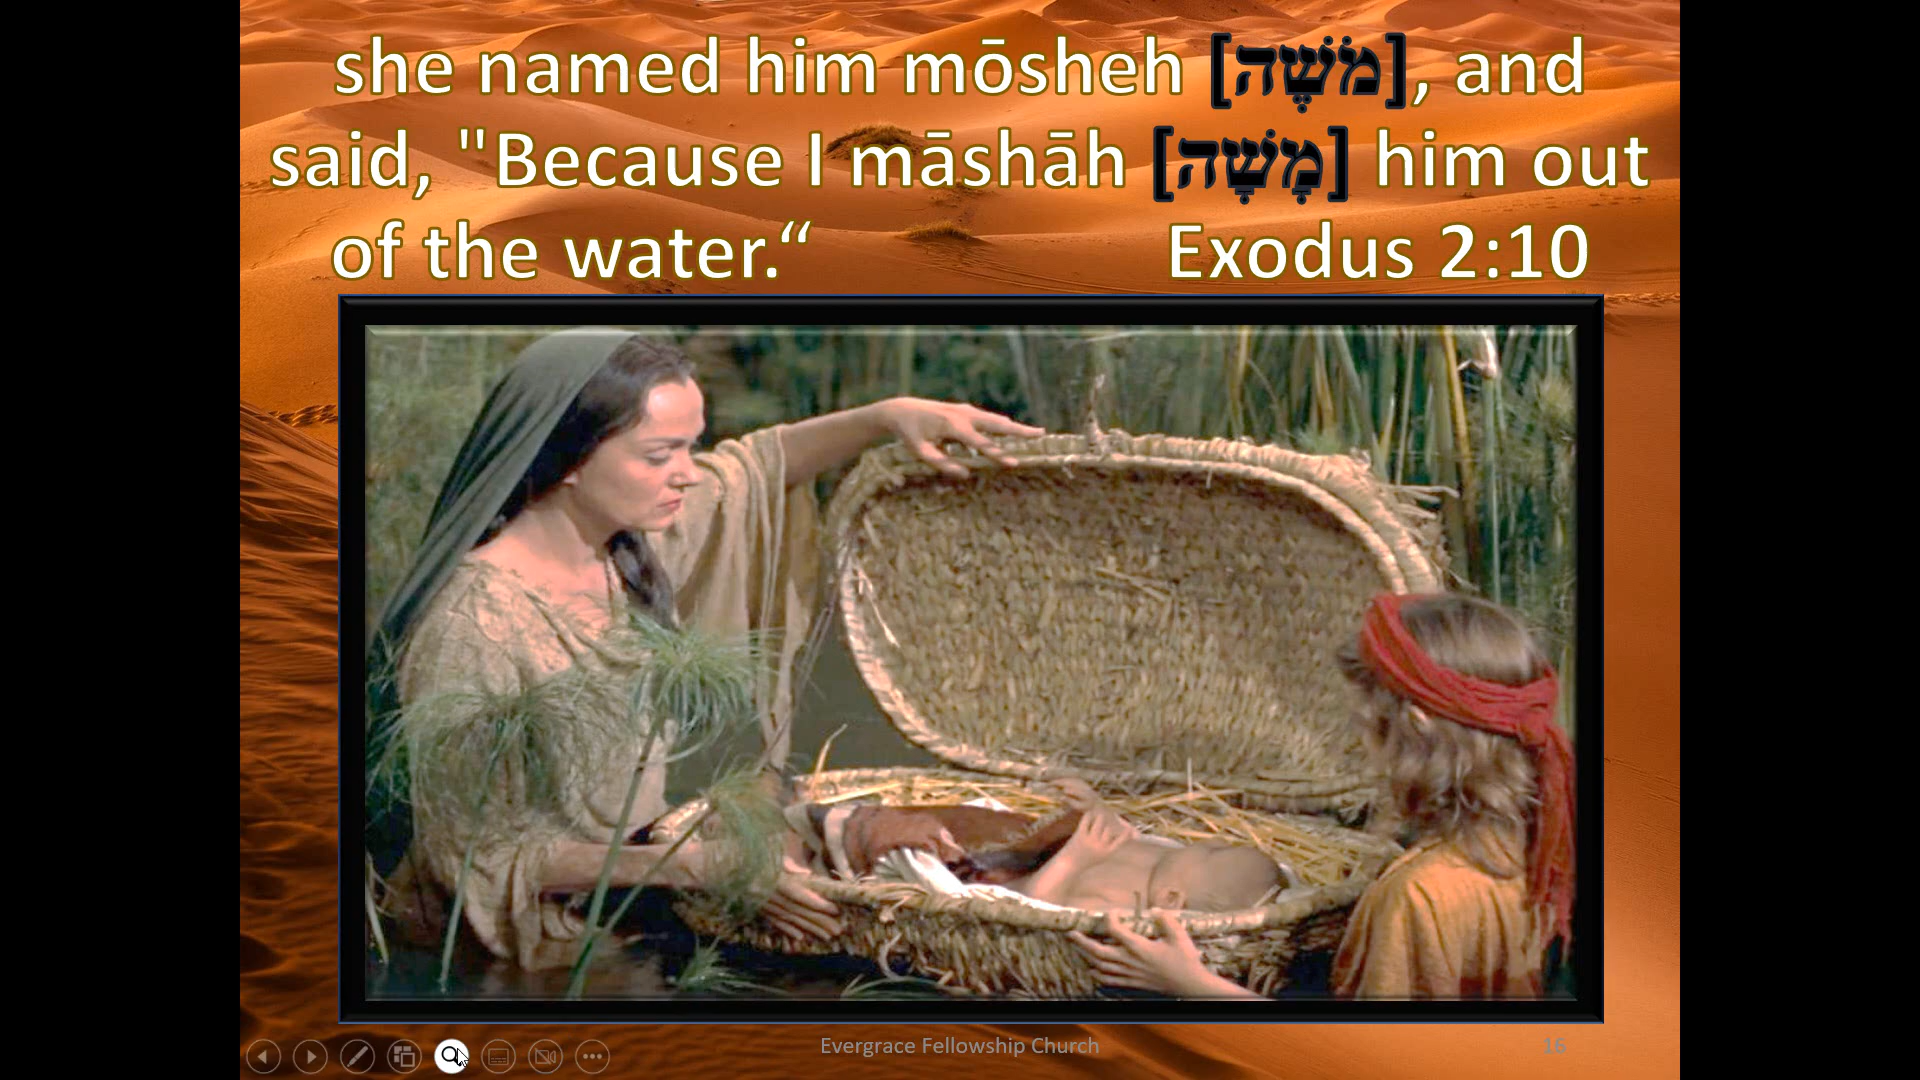 she named him mōsheh [מֹשֶׁה], and
said, "Because I māshāh [מָשָׁה] him out
of the water.“ Exodus 2:10
Evergrace Fellowship Church 16